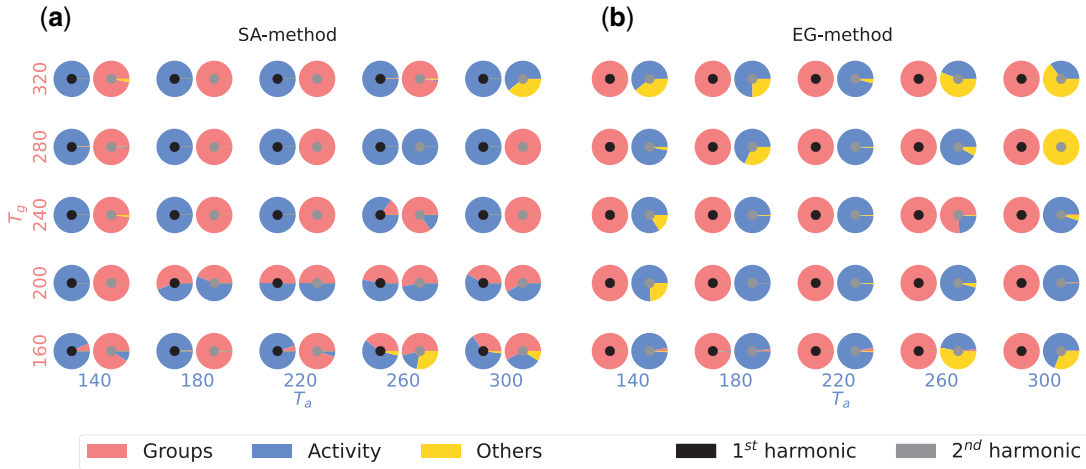 (a)
SA-method
(b)
EG-method
320
280
240
200
160
T_g
140 180 220 260 300
T_a
140 180 220 260 300
T_a
Groups Activity Others 1^st harmonic 2^nd harmonic